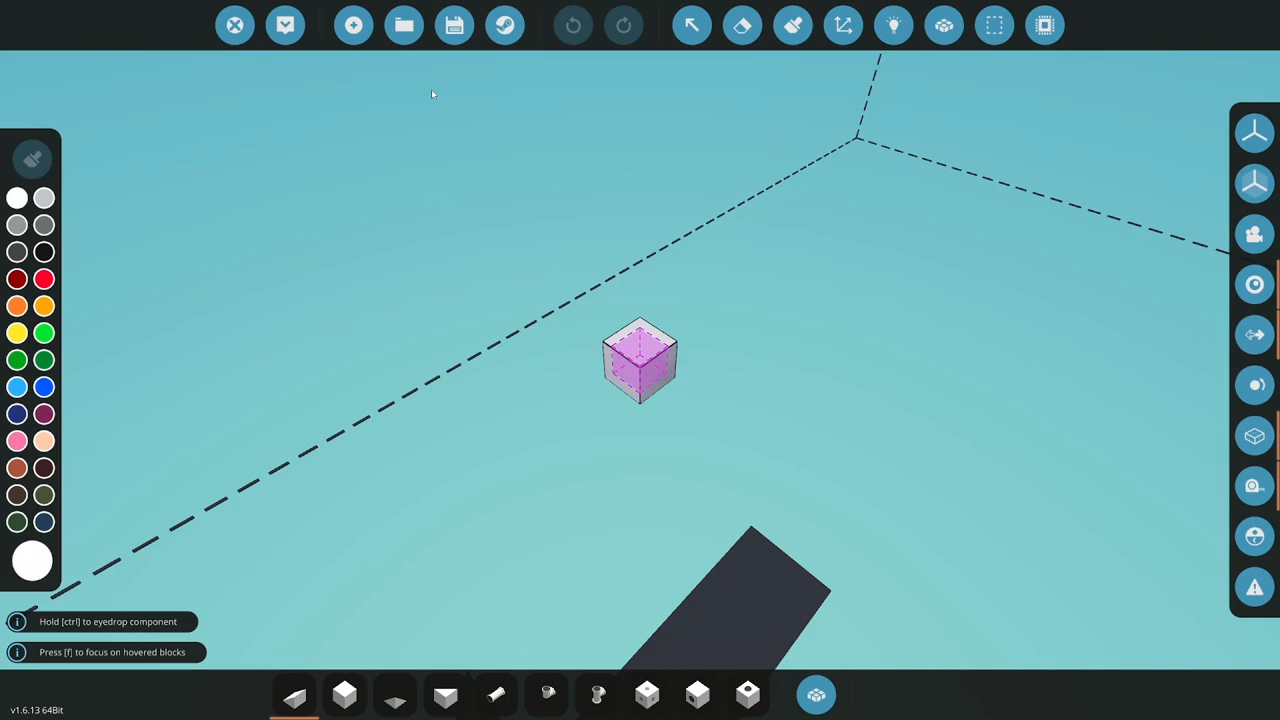 Hold [ctrl] to eyedrop component
Press [f] to focus on hovered blocks
v1.6.13 64Bit